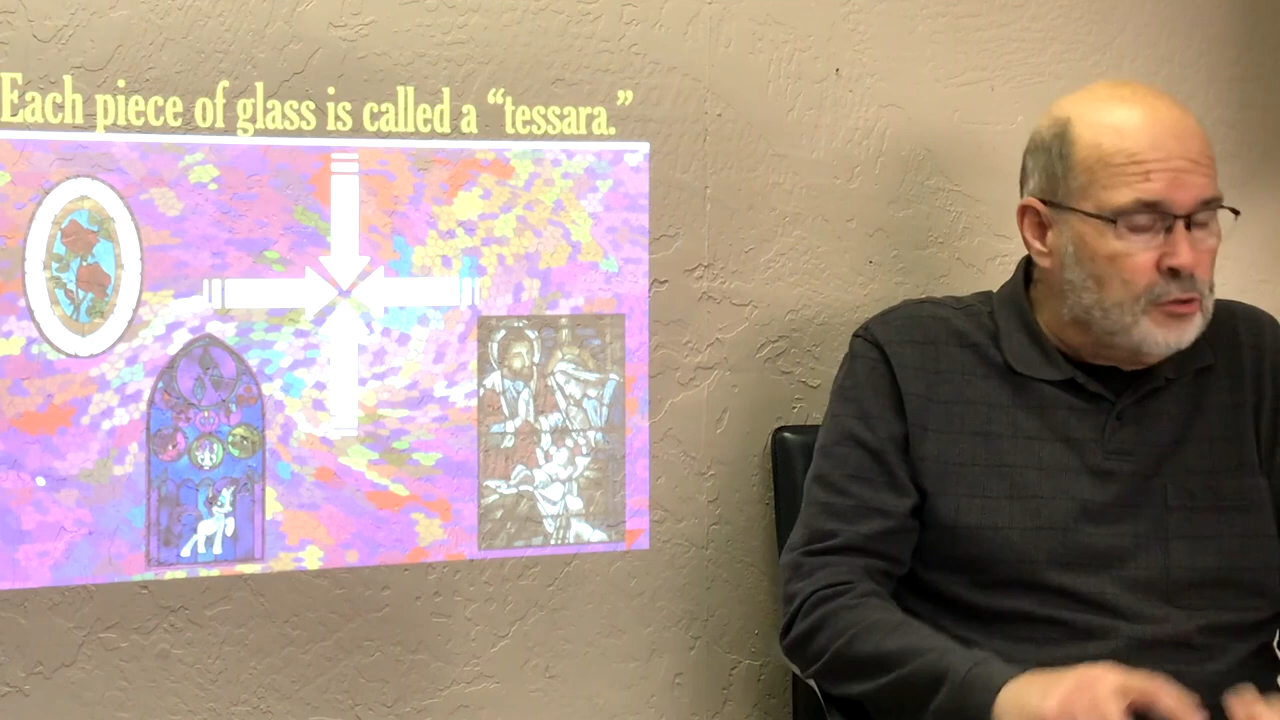 Each piece of glass is called a “tessara.”